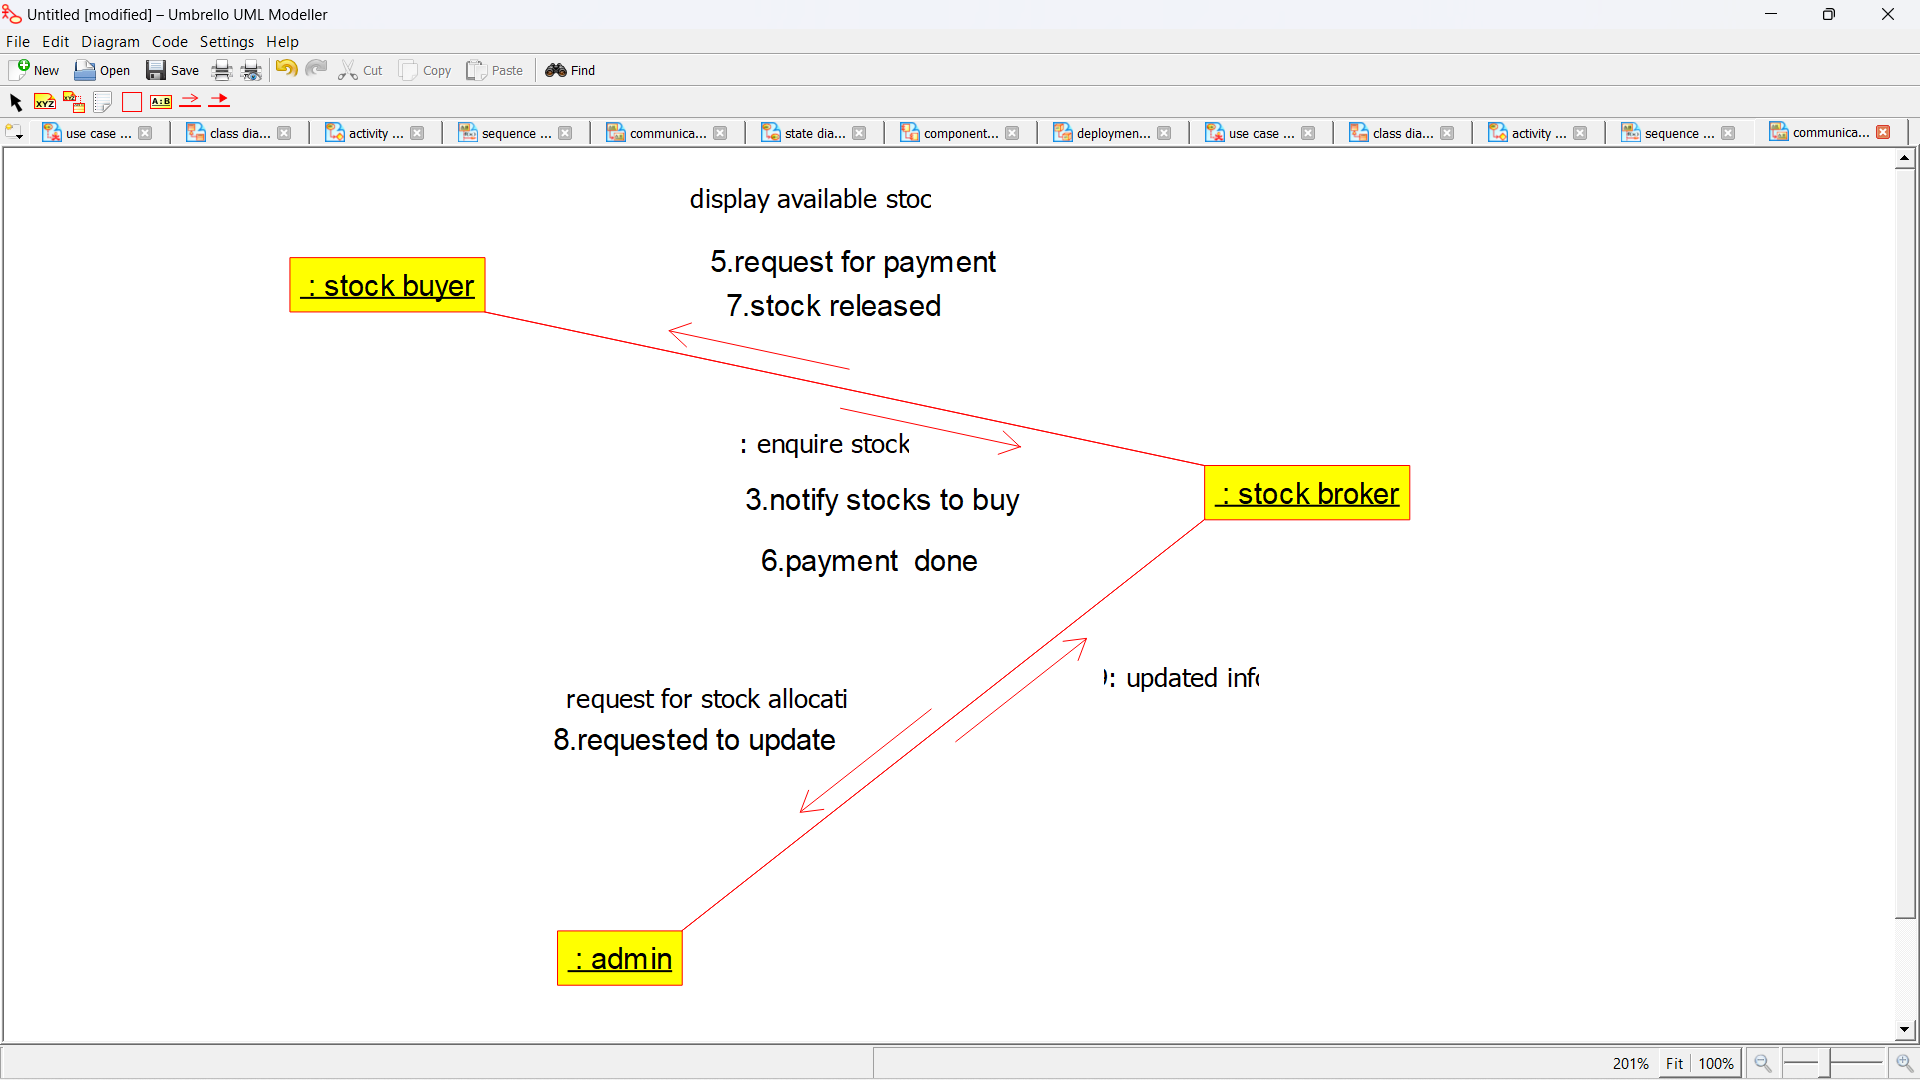 Untitled [modified] – Umbrello UML Modeller
File Edit Diagram Code Settings Help
New Open Save Cut Copy Paste Find
use case ... class dia... activity ... sequence ... communica... state dia... component... deploymen... use case ... class dia... activity ... sequence ... communica...
display available stoc
5.request for payment
: stock buyer
7.stock released
: enquire stock
: stock broker
3.notify stocks to buy
6.payment done
: updated info
request for stock allocati
8.requested to update
: admin
201% Fit 100%